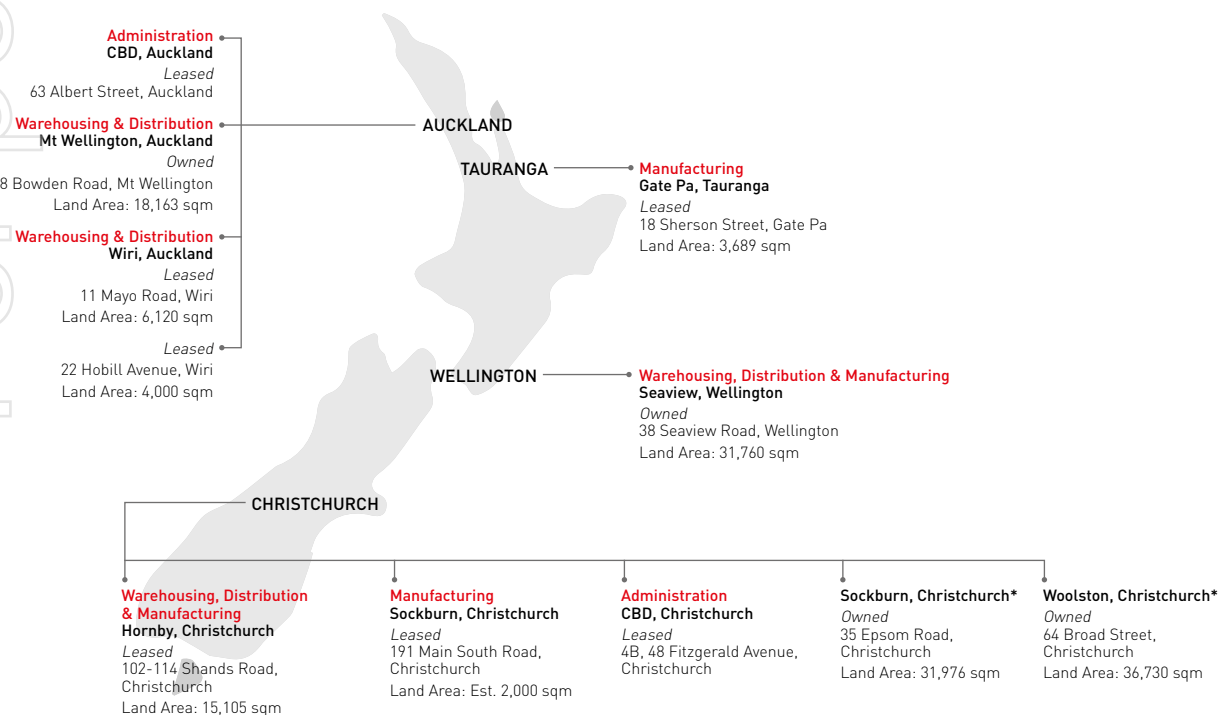 Administration
CBD, Auckland
Leased
63 Albert Street, Auckland
Warehousing & Distribution
Mt Wellington, Auckland
Owned
8 Bowden Road, Mt Wellington
Land Area: 18,163 sqm
Warehousing & Distribution
Wiri, Auckland
Leased
11 Mayo Road, Wiri
Land Area: 6,120 sqm
Leased
22 Hobill Avenue, Wiri
Land Area: 4,000 sqm
AUCKLAND
TAURANGA
Manufacturing
Gate Pa, Tauranga
Leased
18 Sherson Street, Gate Pa
Land Area: 3,689 sqm
WELLINGTON
Warehousing, Distribution & Manufacturing
Seaview, Wellington
Owned
38 Seaview Road, Wellington
Land Area: 31,760 sqm
CHRISTCHURCH
Warehousing, Distribution
& Manufacturing
Hornby, Christchurch
Leased
102-114 Shands Road,
Christchurch
Land Area: 15,105 sqm
Manufacturing
Sockburn, Christchurch
Leased
191 Main South Road,
Christchurch
Land Area: Est. 2,000 sqm
Administration
CBD, Christchurch
Leased
4B, 48 Fitzgerald Avenue,
Christchurch
Sockburn, Christchurch*
Owned
35 Epsom Road,
Christchurch
Land Area: 31,976 sqm
Woolston, Christchurch*
Owned
64 Broad Street,
Christchurch
Land Area: 36,730 sqm